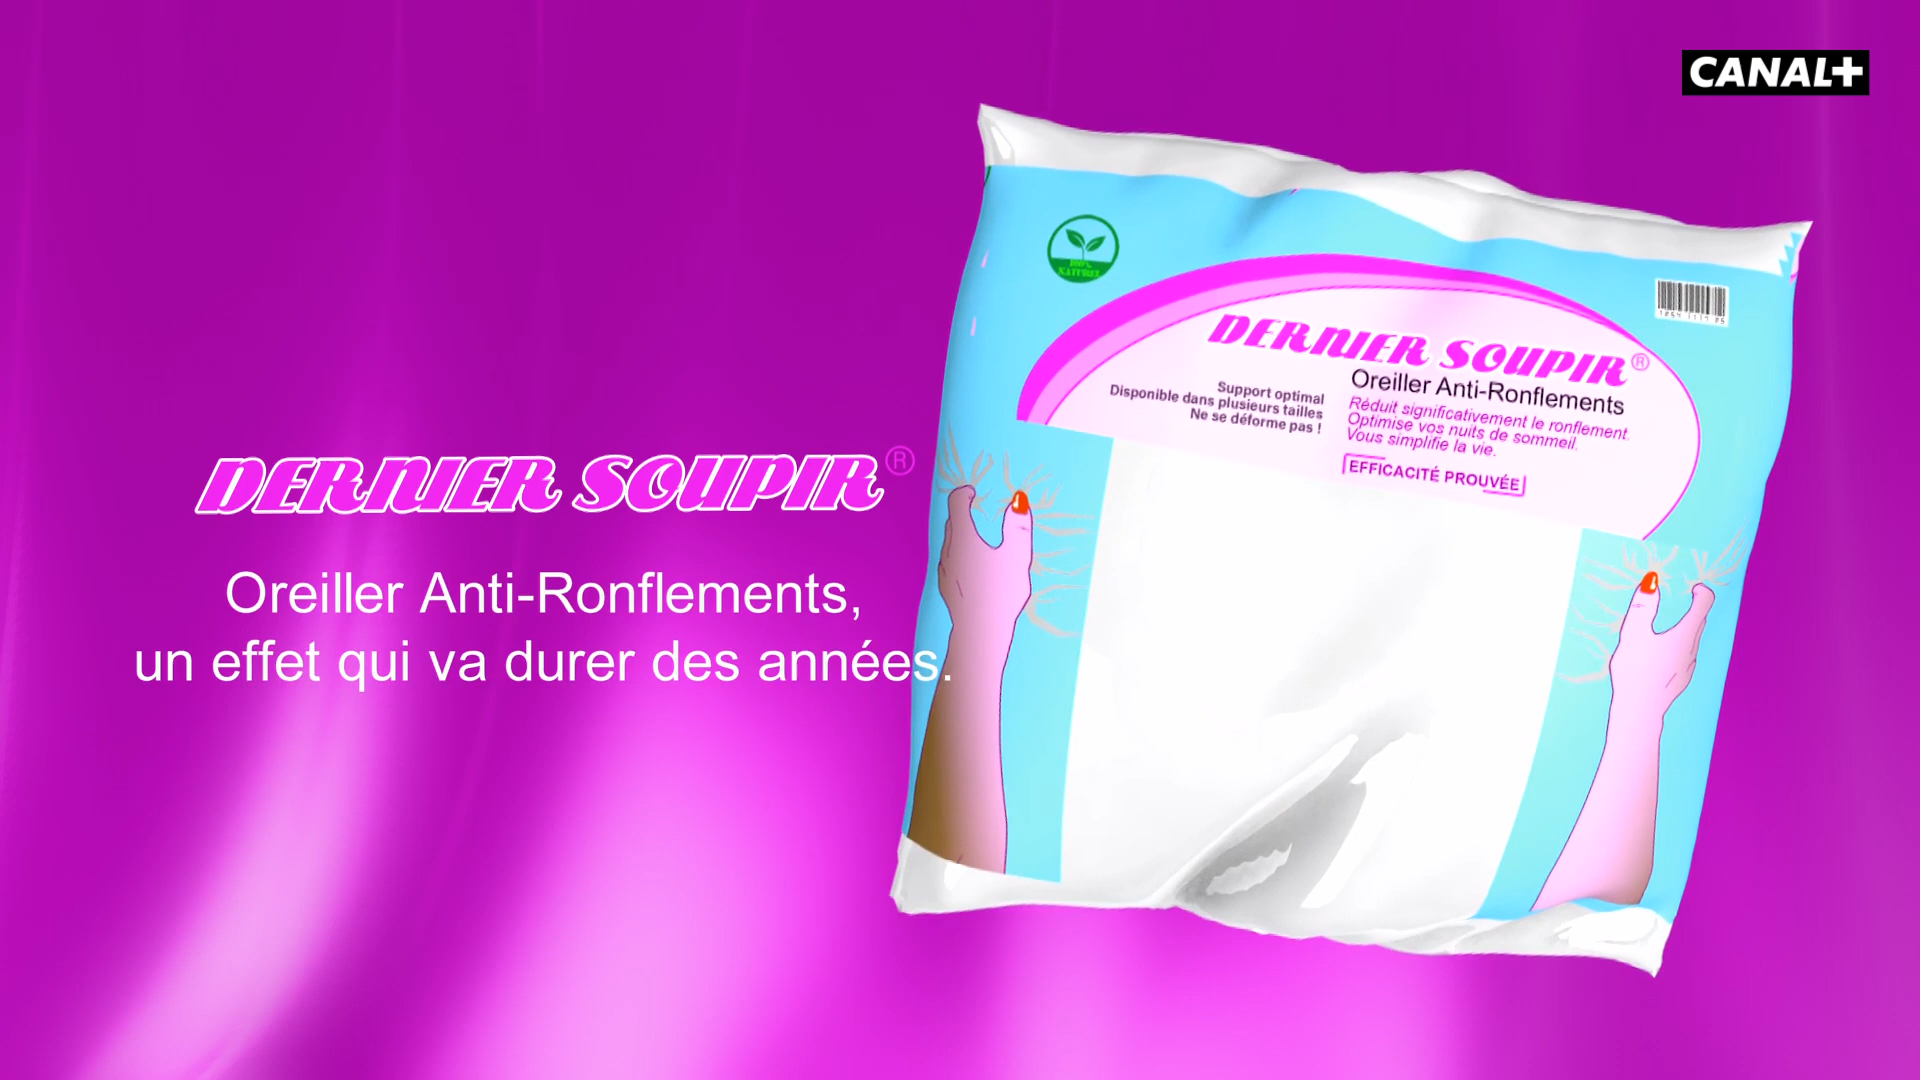 CANAL+
100%
NATUREL
DERNIER SOUPIR®
Oreiller Anti-Ronflements
Support optimal
Disponible dans plusieurs tailles
Ne se déforme pas !
Réduit significativement le ronflement.
Optimise vos nuits de sommeil.
Vous simplifie la vie.
EFFICACITÉ PROUVÉE
DERNIER SOUPIR®
Oreiller Anti-Ronflements,
un effet qui va durer des années.